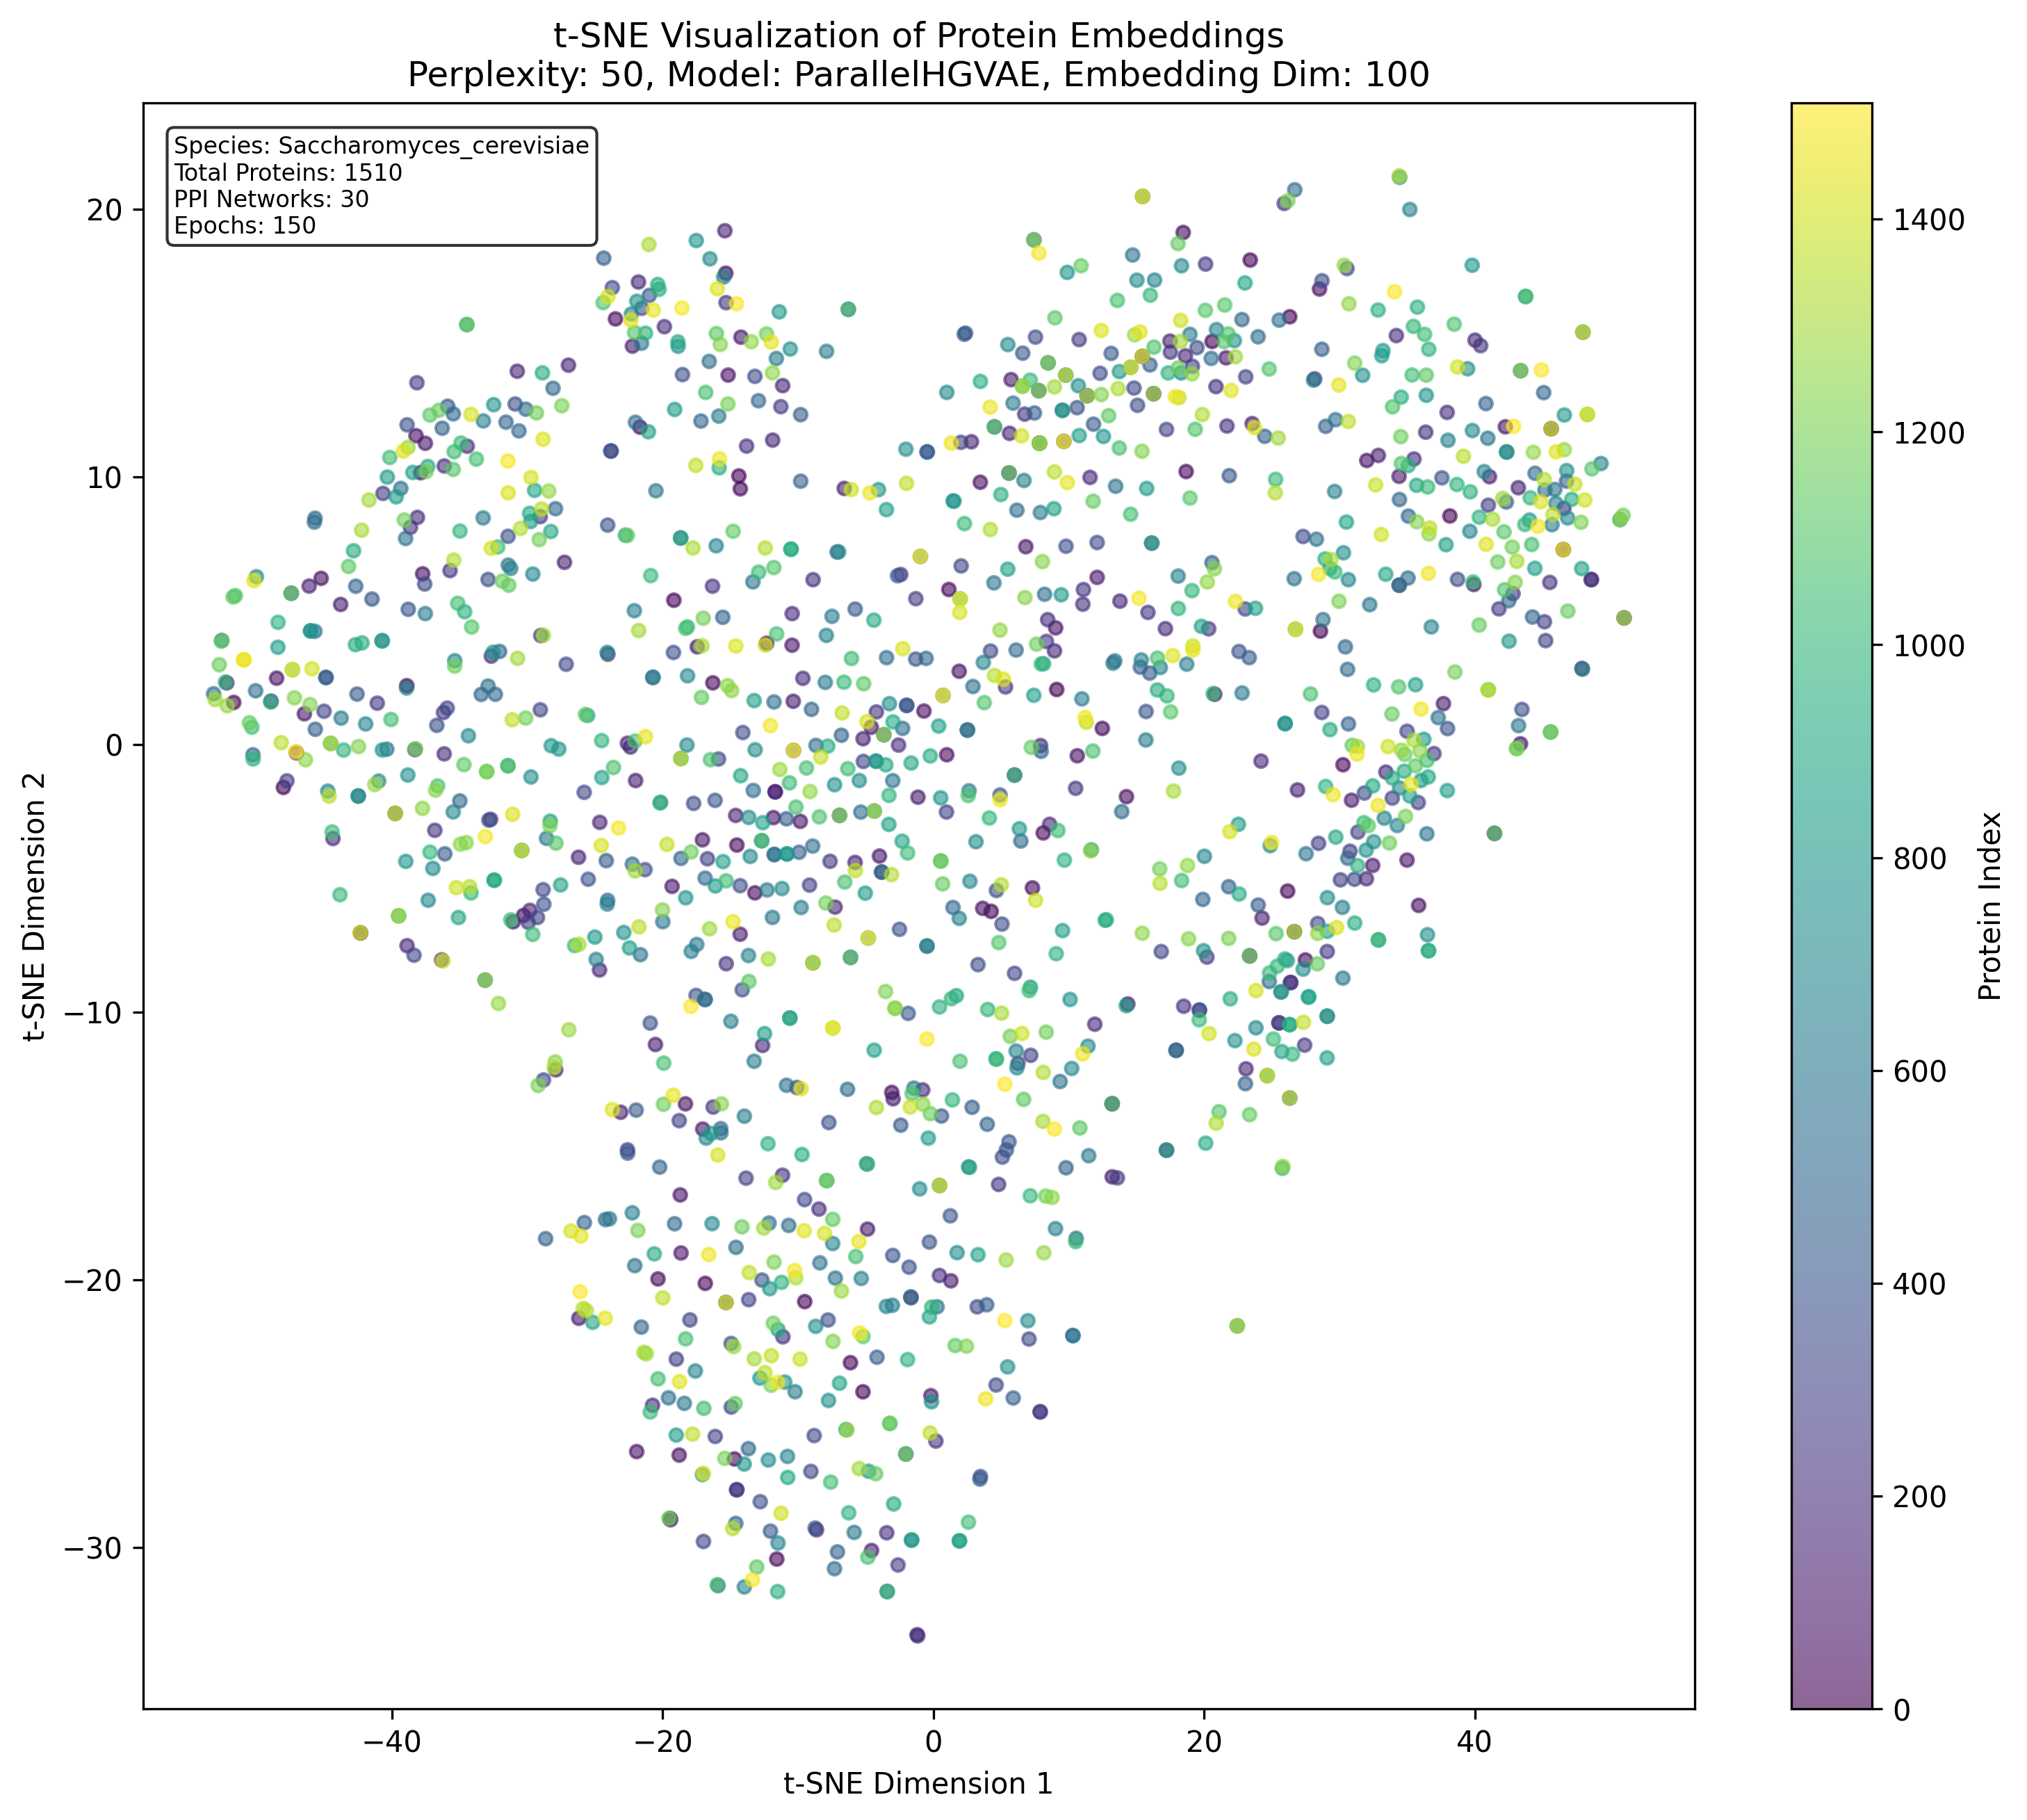 t-SNE Visualization of Protein Embeddings
Perplexity: 50, Model: ParallelHGVAE, Embedding Dim: 100
Species: Saccharomyces_cerevisiae
Total Proteins: 1510
PPI Networks: 30
Epochs: 150
t-SNE Dimension 2
20
10
0
−10
−20
−30
−40
−20
0
20
40
t-SNE Dimension 1
1400
1200
1000
800
600
400
200
0
Protein Index